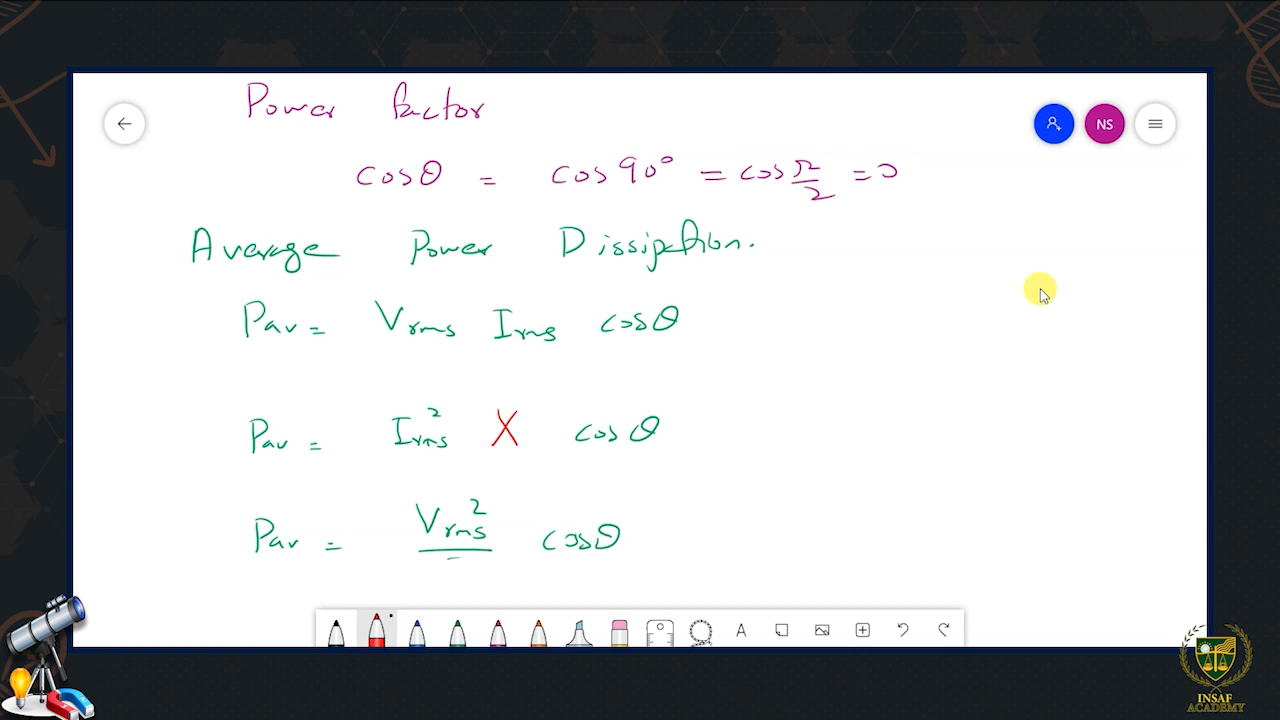 Power factor
NS
cosθ = cos 90° = cos π/2 = 0
Average Power Dissipation.
Pav = Vrms Irms cosθ
Pav = Irms² X cosθ
Pav = Vrms² cosθ
A
INSAF
ACADEMY